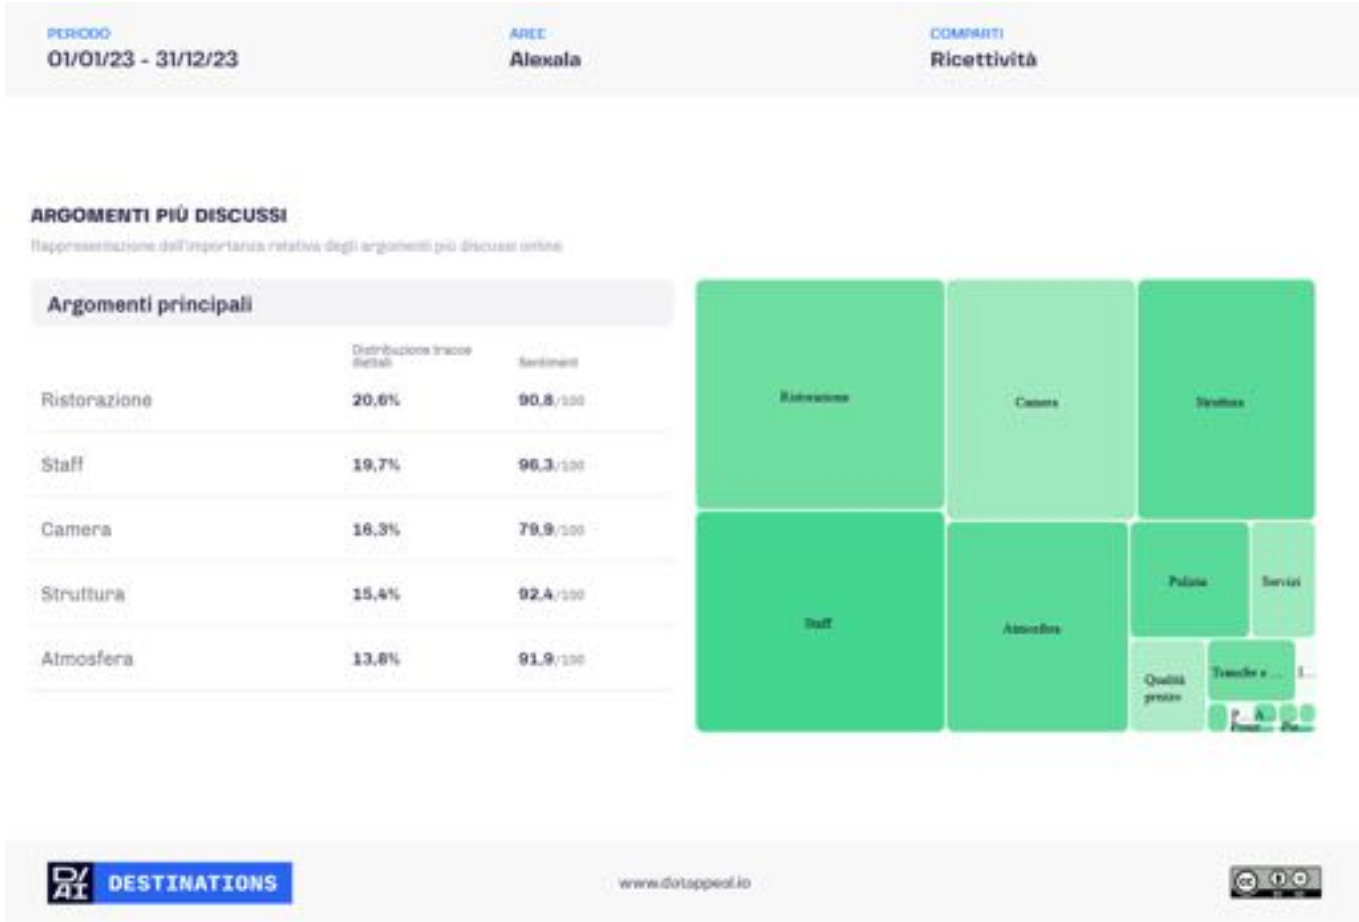 PERIODO
01/01/23 - 31/12/23
AREE
Alexala
COMPARTI
Ricettività
ARGOMENTI PIÙ DISCUSSI
Rappresentazione dell'importanza relativa degli argomenti più discussi online
Argomenti principali
Distribuzione tracce
digitali
Sentiment
Ristorazione 20,6% 90,8/100
Staff 19,7% 96,3/100
Camera 16,3% 79,9/100
Struttura 15,4% 92,4/100
Atmosfera 13,8% 91,9/100
Ristorazione
Camera
Struttura
Staff
Atmosfera
Pulizia
Servizi
Qualità
prezzo
P...
A...
D/
AI DESTINATIONS
www.dotappeal.io
cc